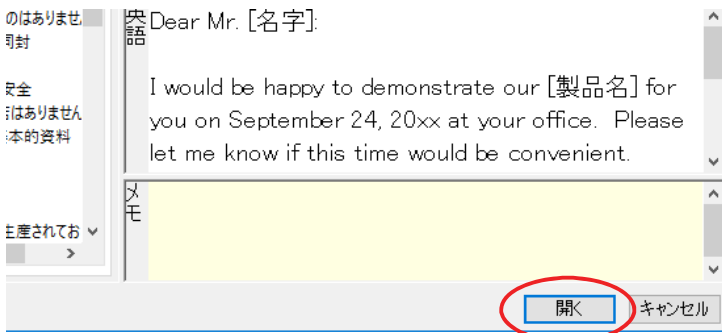 のはありませ
同封
安全
訁はありません
基本的資料
生産されてお
英語
Dear Mr. [名字]:
I would be happy to demonstrate our [製品名] for
you on September 24, 20xx at your office. Please
let me know if this time would be convenient.
メモ
開く
キャンセル